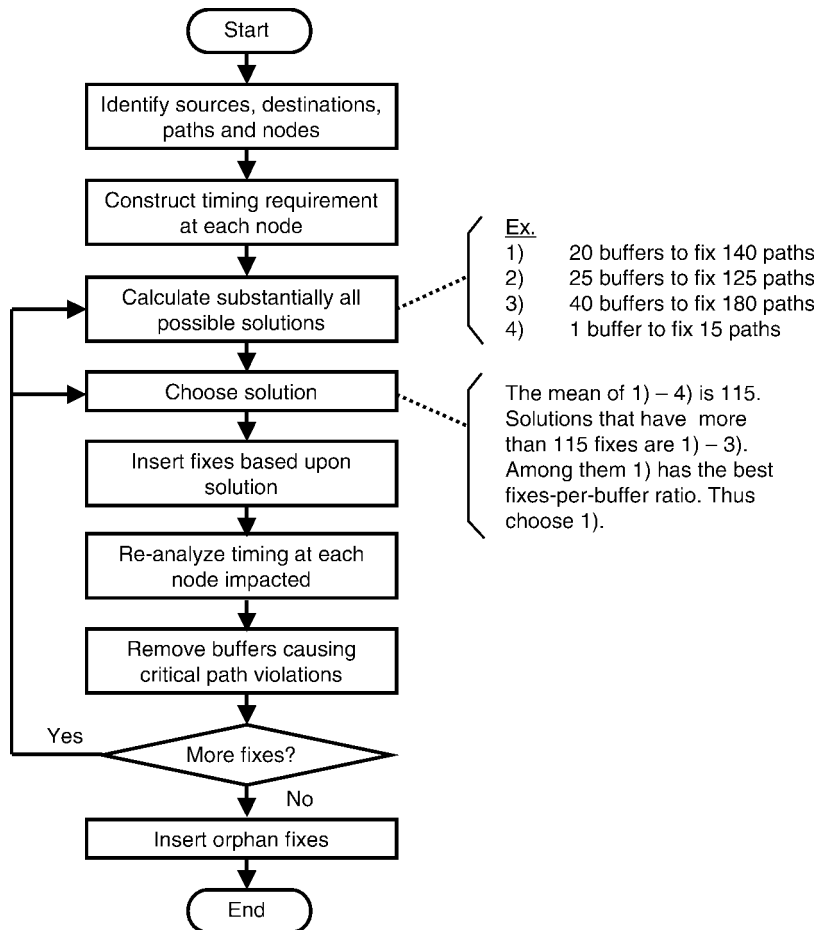 Start
Identify sources, destinations,
paths and nodes
Construct timing requirement
at each node
Calculate substantially all
possible solutions
Ex.
1) 20 buffers to fix 140 paths
2) 25 buffers to fix 125 paths
3) 40 buffers to fix 180 paths
4) 1 buffer to fix 15 paths
Choose solution
The mean of 1) – 4) is 115.
Solutions that have more
than 115 fixes are 1) – 3).
Among them 1) has the best
fixes-per-buffer ratio. Thus
choose 1).
Insert fixes based upon
solution
Re-analyze timing at each
node impacted
Remove buffers causing
critical path violations
Yes
More fixes?
No
Insert orphan fixes
End